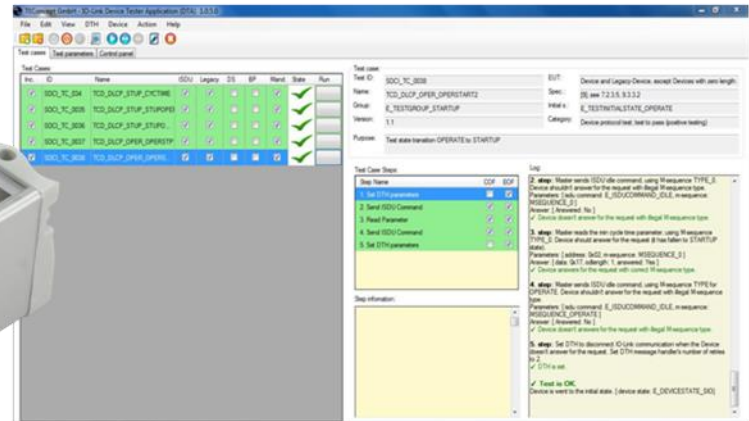 TEConcept GmbH - IO-Link Device Tester Application (DTA) 3.0.5.0
File Edit View DTH Device Action Help
Test cases Test parameters Control panel
Test Cases
Inc. ID Name ISDU Legacy DS BP Mand State Run
SDCI_TC_034 TCD_DLCP_STUP_CYCTIME
SDCI_TC_0035 TCD_DLCP_STUP_STUPOPER
SDCI_TC_0036 TCD_DLCP_STUP_STUPO...
SDCI_TC_0037 TCD_DLCP_OPER_OPERSTP
SDCI_TC_0038 TCD_DLCP_OPER_OPERS...
Test case:
Test ID: SDCI_TC_0038
Name: TCD_DLCP_OPER_OPERSTART2
Group: E_TESTGROUP_STARTUP
Version: 1.1
EUT: Device and Legacy-Device, except Devices with zero length
Spec.: [9], see 7.2.3.5, 9.3.3.2
Initial s.: E_TESTINITIALSTATE_OPERATE
Category: Device protocol test; test to pass (positive testing)
Purpose: Test state transition OPERATE to STARTUP
Test Case Steps:
Step Name COF EOF
1. Set DTH parameters
2. Send ISDU Command
3. Read Parameter
4. Send ISDU Command
5. Set DTH parameters
Step information:
Log:
2. step: Master sends ISDU idle command, using M-sequence TYPE_0.
Device shouldn't answer for the request with illegal M-sequence type.
Parameters: [ isdu command: E_ISDUCOMMAND_IDLE, m-sequence:
MSEQUENCE_0 ]
Answer: [ Answered: No ]
✓ Device doesn't answers for the request with illegal M-sequence type.
3. step: Master reads the min cycle time parameter, using M-sequence
TYPE_0. Device should answer for the request (it has fallen to STARTUP
state).
Parameters: [ address: 0x02, m-sequence: MSEQUENCE_0 ]
Answer: [ data: 0x17, odlength: 1, answered: Yes ]
✓ Device answers for the request with correct M-sequence type.
4. step: Master sends ISDU idle command, using M-sequence TYPE for
OPERATE. Device shouldn't answer for the request with illegal M-sequence
type.
Parameters: [ isdu command: E_ISDUCOMMAND_IDLE, m-sequence:
MSEQUENCE_OPERATE ]
Answer: [ Answered: No ]
✓ Device doesn't answers for the request with illegal M-sequence type.
5. step: Set DTH to disconnect IO-Link communication when the Device
doesn't answer for the request. Set DTH message handler's number of retries
to 2.
✓ DTH is set.
✓ Test is OK.
Device is went to the initial state. [ device state: E_DEVICESTATE_SIO]